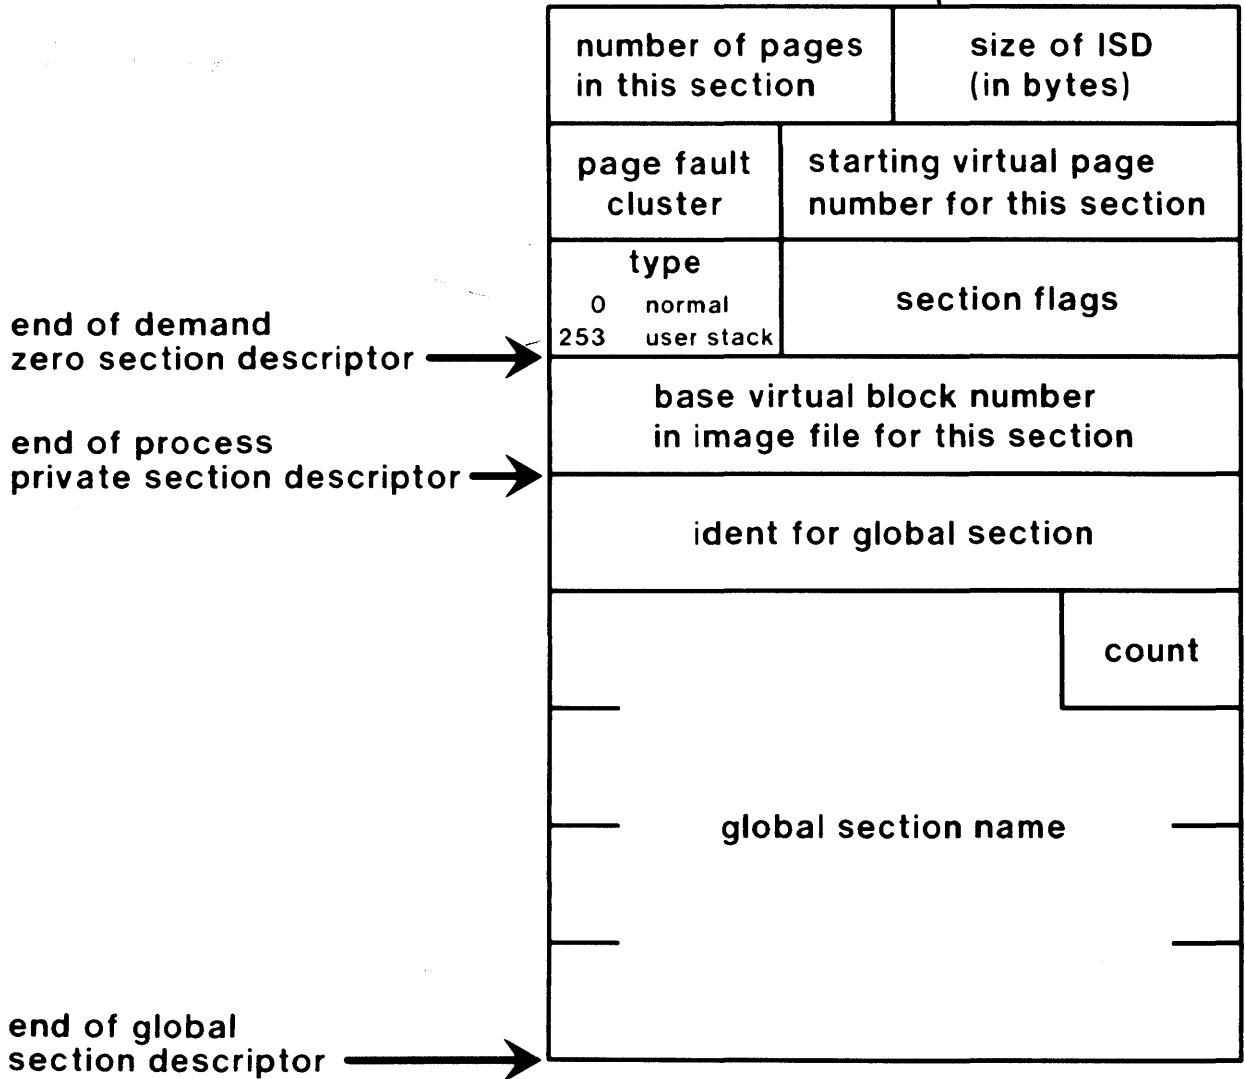 number of pages
in this section
size of ISD
(in bytes)
page fault
cluster
starting virtual page
number for this section
type
0 normal
253 user stack
section flags
end of demand
zero section descriptor
base virtual block number
in image file for this section
end of process
private section descriptor
ident for global section
count
global section name
end of global
section descriptor